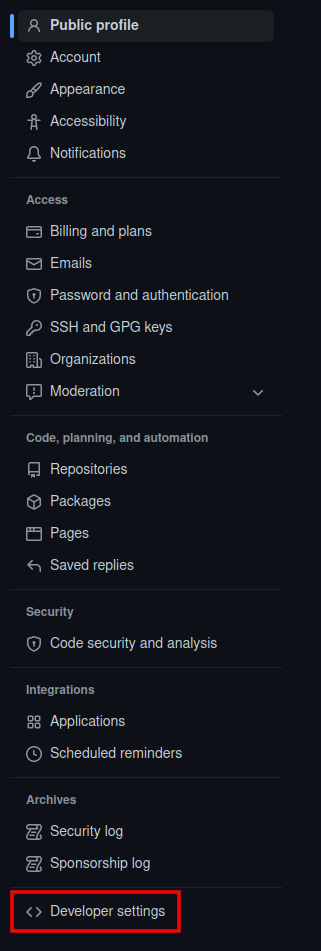 Public profile
Account
Appearance
Accessibility
Notifications
Access
Billing and plans
Emails
Password and authentication
SSH and GPG keys
Organizations
Moderation
Code, planning, and automation
Repositories
Packages
Pages
Saved replies
Security
Code security and analysis
Integrations
Applications
Scheduled reminders
Archives
Security log
Sponsorship log
Developer settings